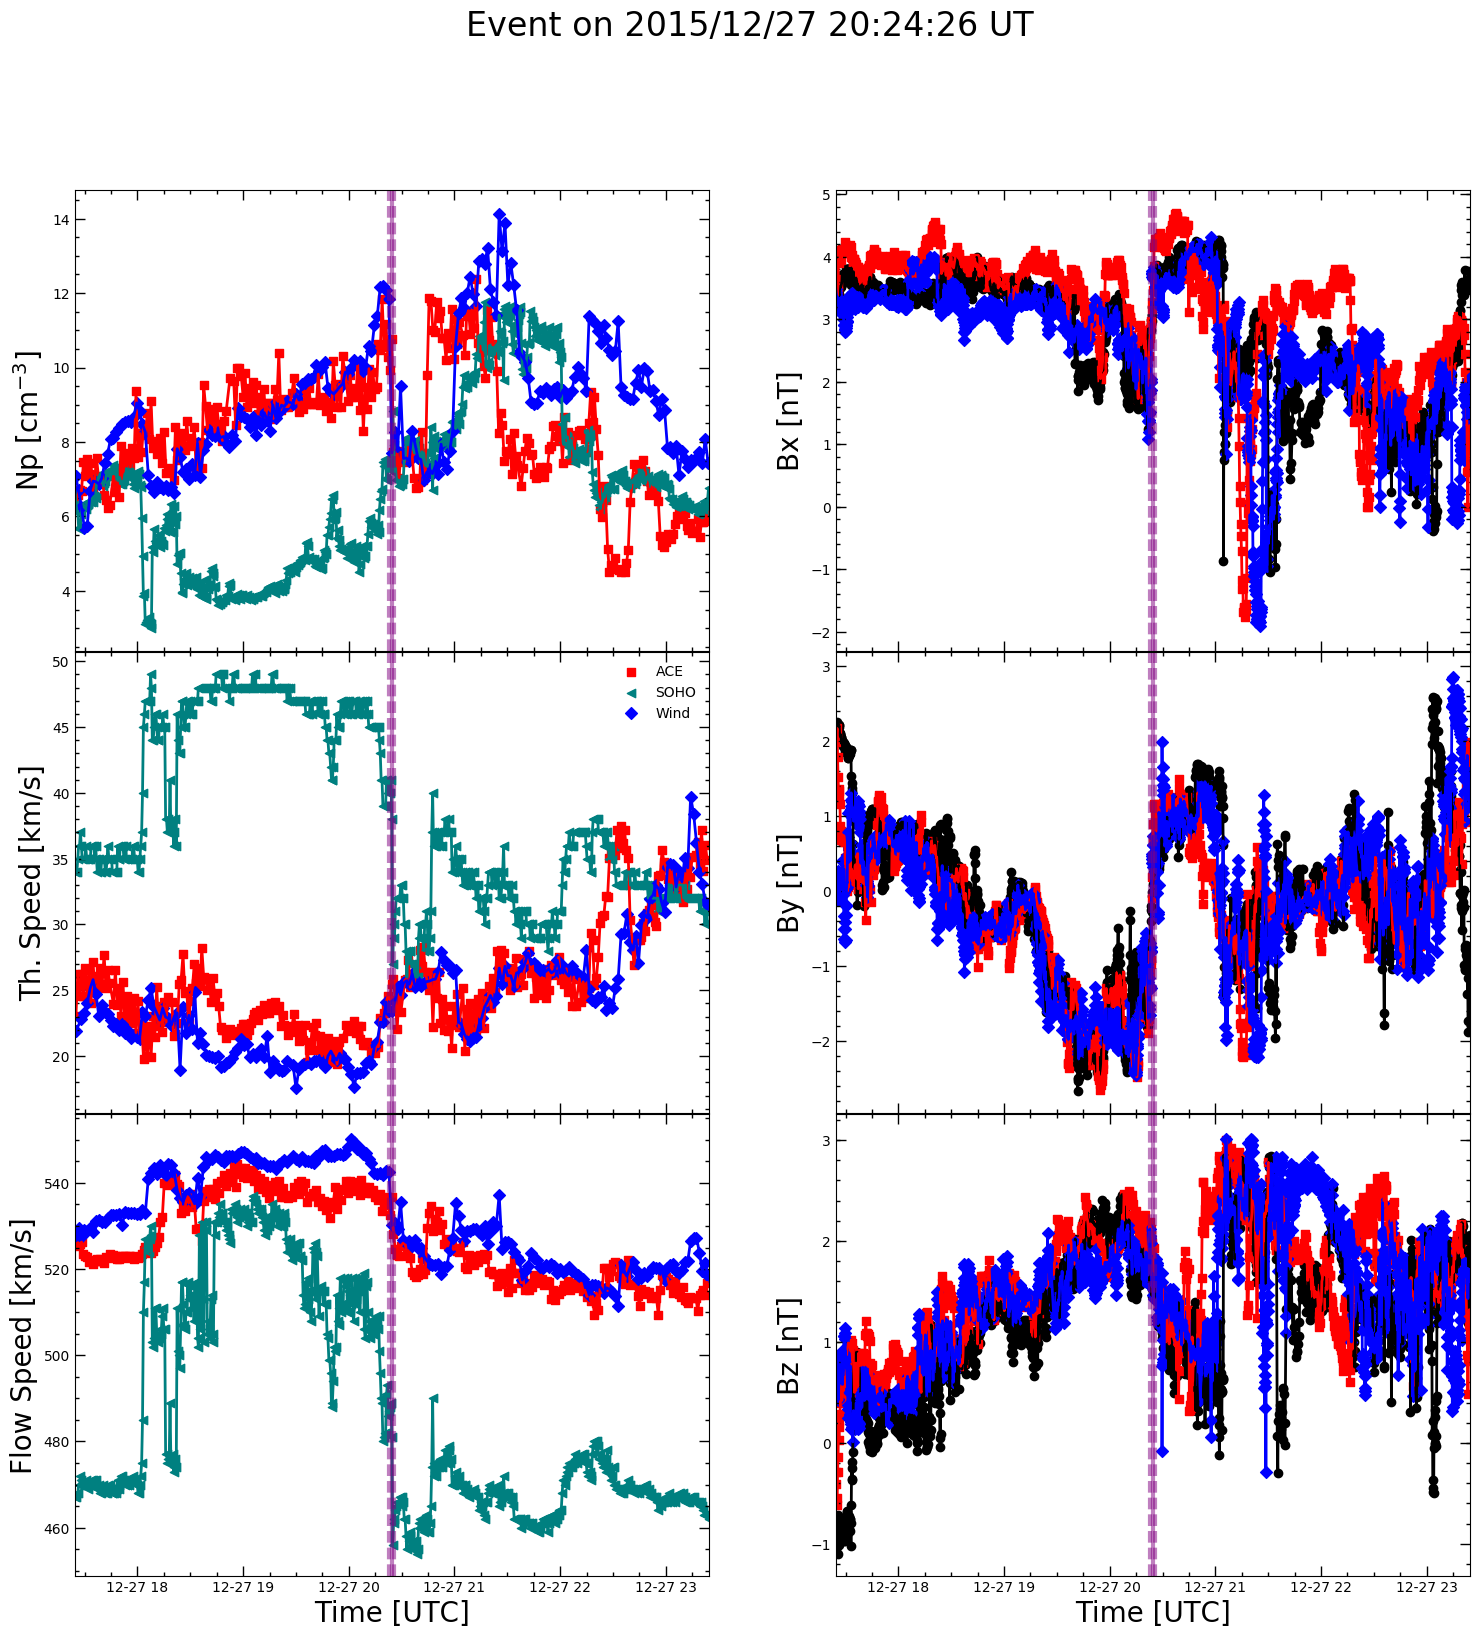 Event on 2015/12/27 20:24:26 UT
14
12
10
8
6
4
Np [cm⁻³]
50
45
40
35
30
25
20
Th. Speed [km/s]
ACE
SOHO
Wind
540
520
500
480
460
Flow Speed [km/s]
12-27 18 12-27 19 12-27 20 12-27 21 12-27 22 12-27 23
Time [UTC]
5
4
3
2
1
0
−1
−2
Bx [nT]
3
2
1
0
−1
−2
By [nT]
3
2
1
0
−1
Bz [nT]
12-27 18 12-27 19 12-27 20 12-27 21 12-27 22 12-27 23
Time [UTC]